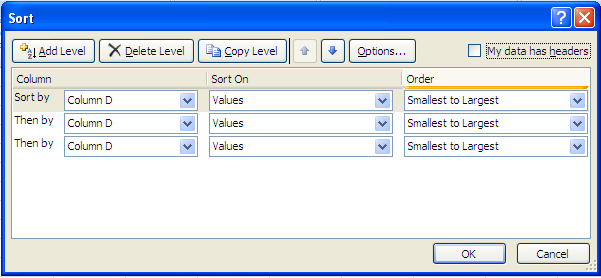 Sort
Add Level Delete Level Copy Level Options... My data has headers
Column Sort On Order
Sort by Column D Values Smallest to Largest
Then by Column D Values Smallest to Largest
Then by Column D Values Smallest to Largest
OK Cancel